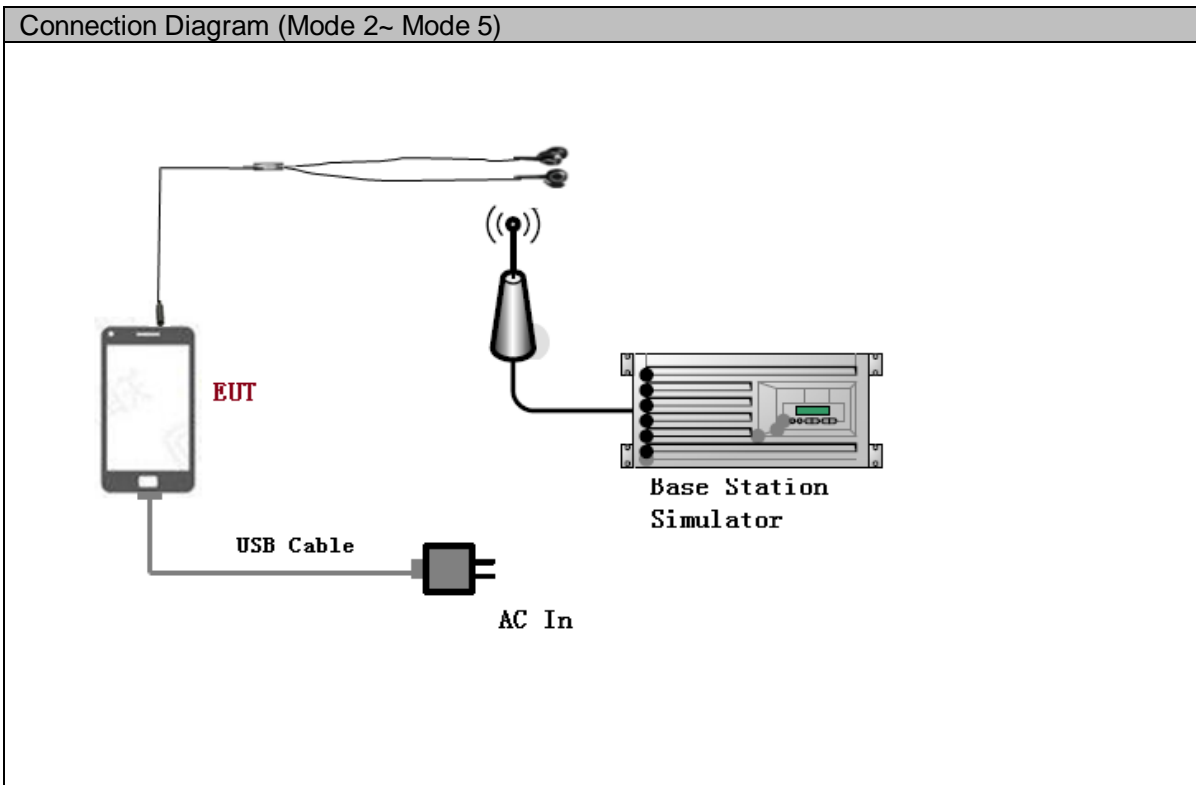 Connection Diagram (Mode 2~ Mode 5)
EUT
Base Station
Simulator
USB Cable
AC In